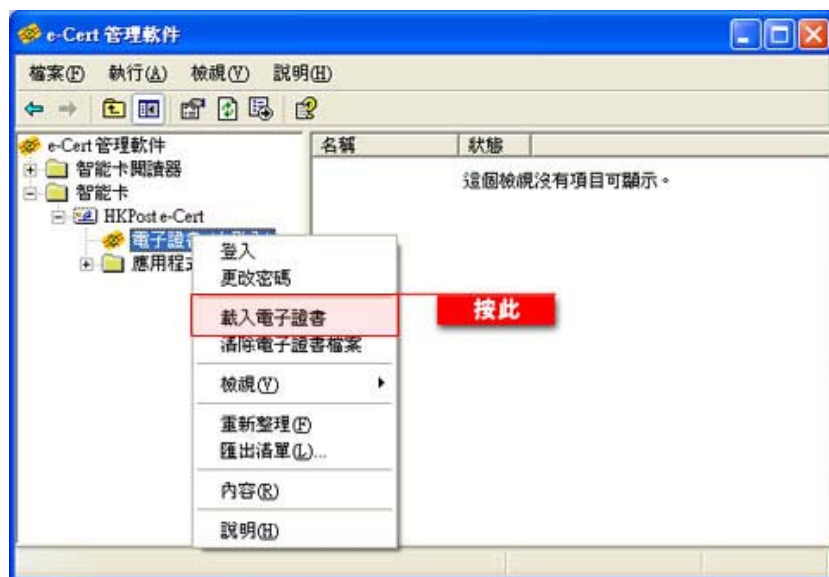 e-Cert 管理軟件
檔案(F) 執行(A) 檢視(V) 説明(H)
e-Cert 管理軟件
智能卡閱讀器
智能卡
HKPost e-Cert
電子證
應用程
名稱 狀態
這個檢視沒有項目可顯示。
登入
更改密碼
載入電子證書
清除電子證書檔案
檢視(V)
重新整理(F)
匯出清單(L)...
內容(R)
説明(H)
按此